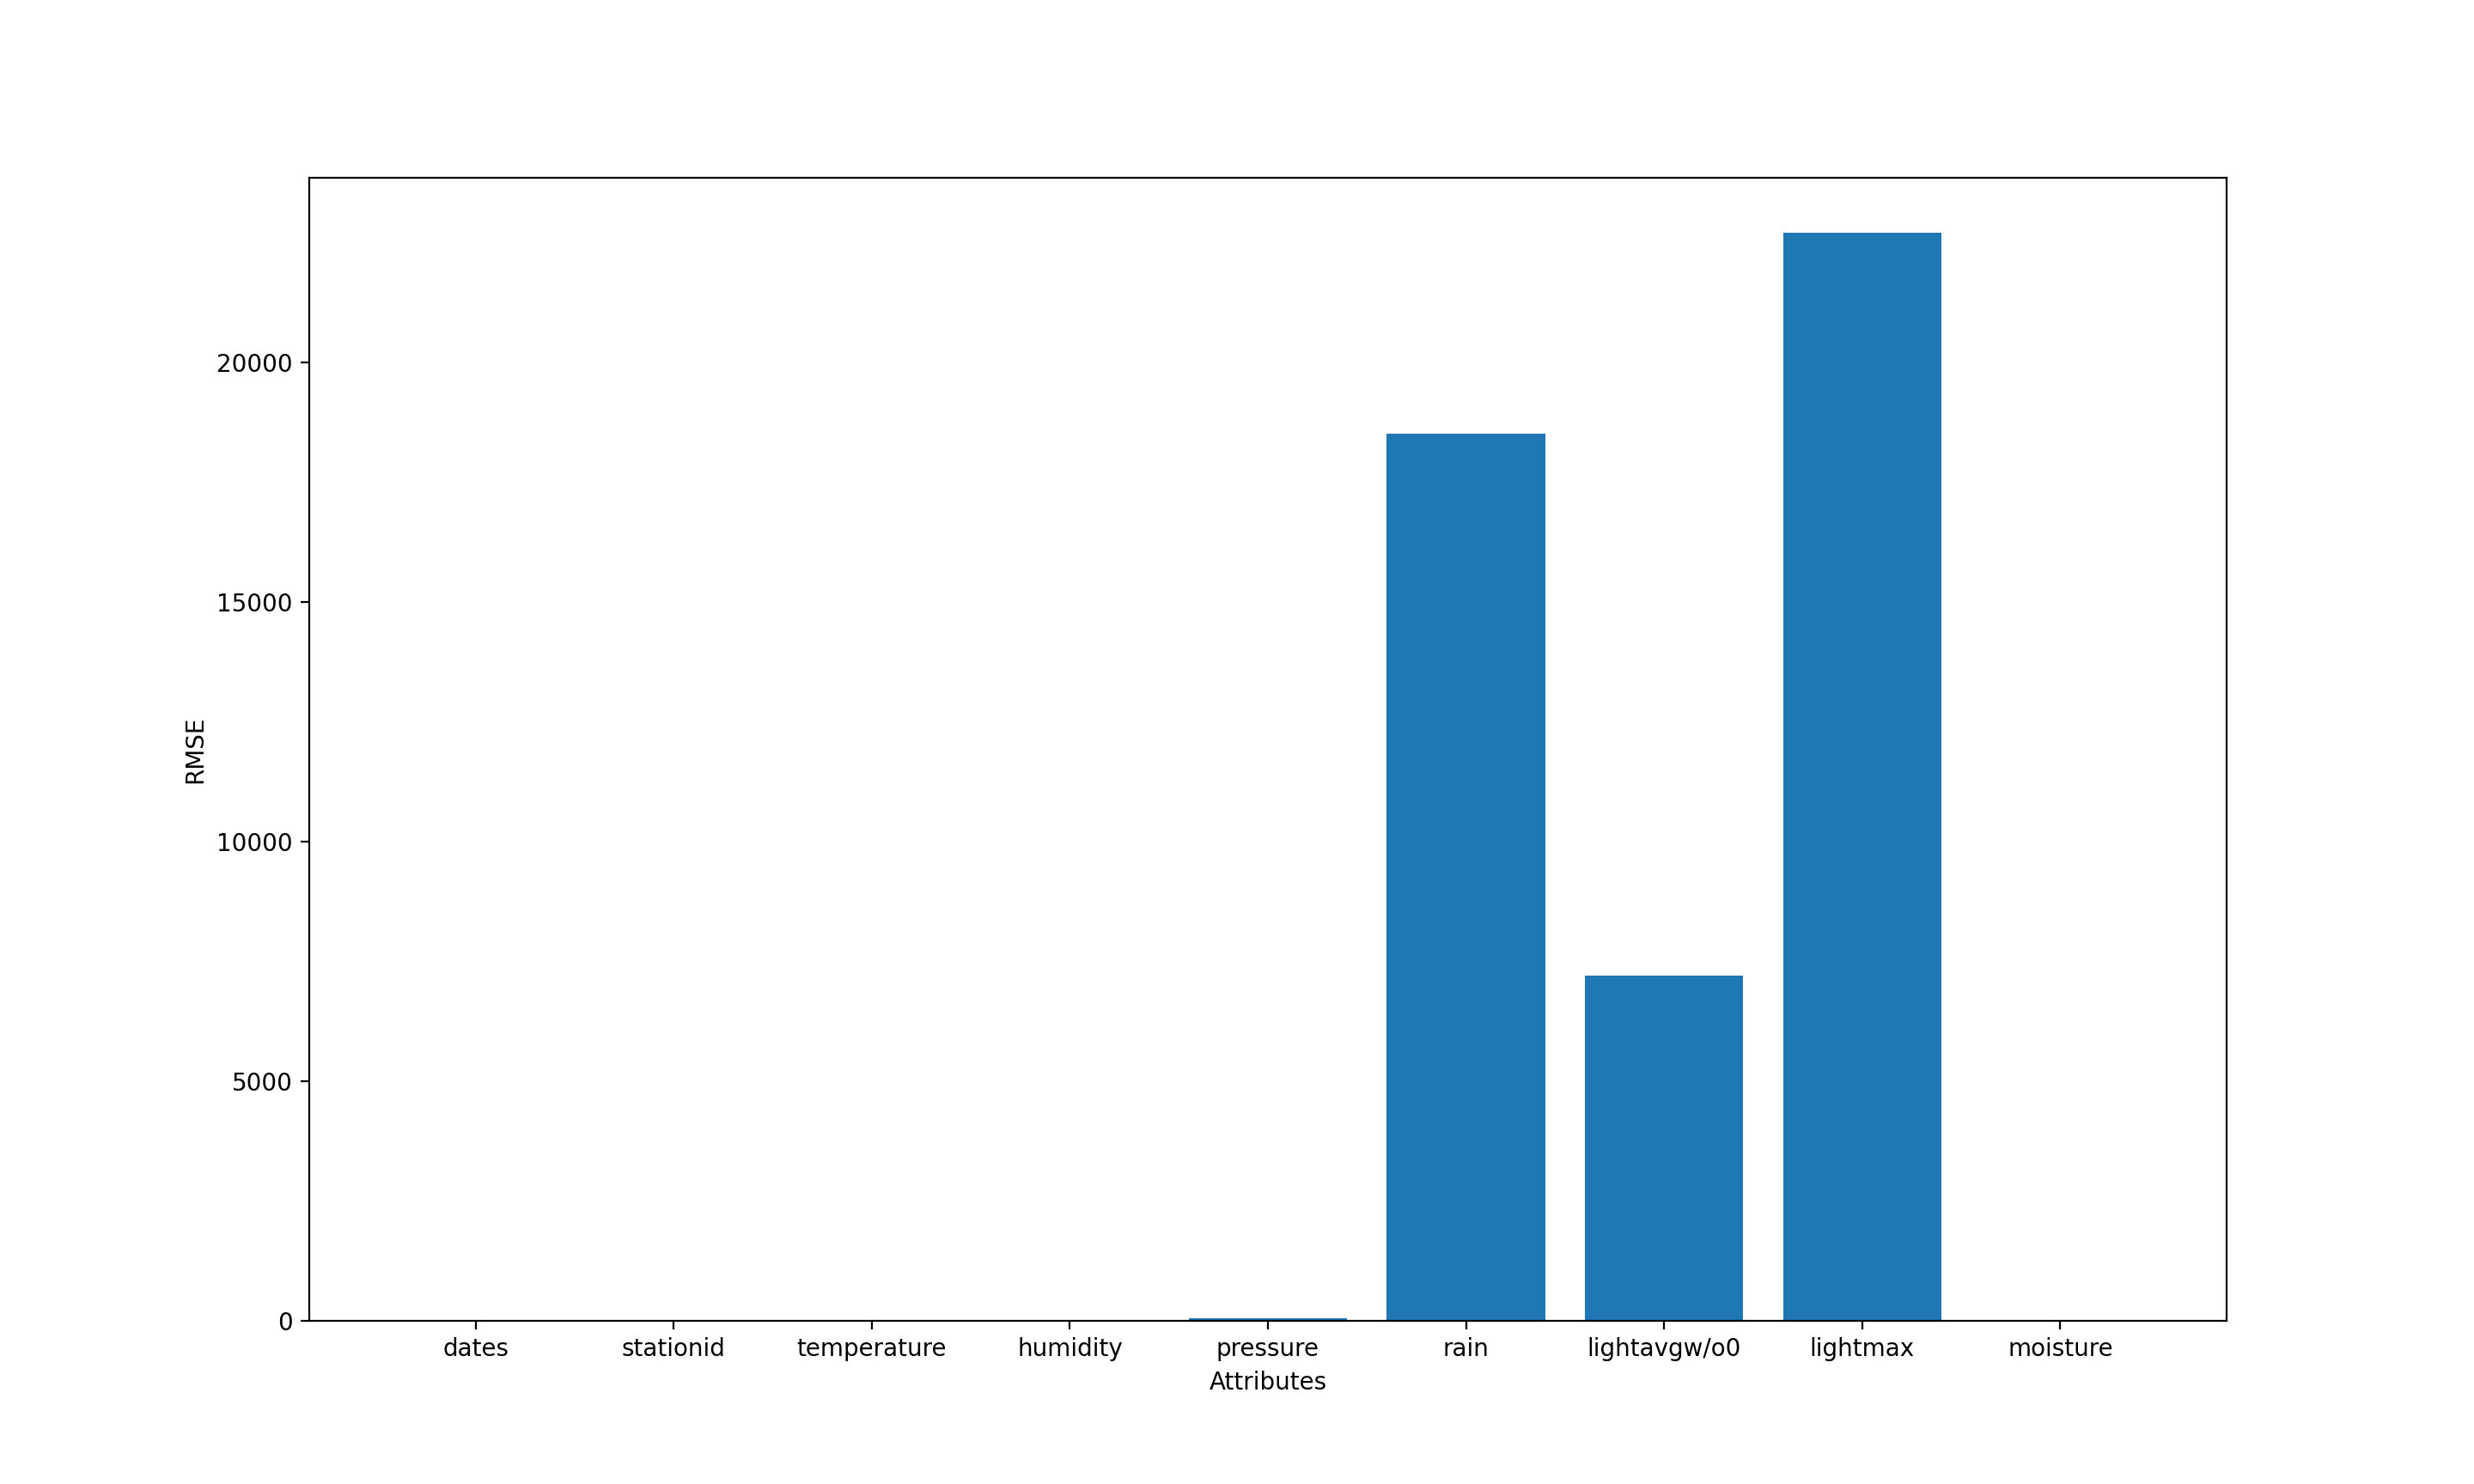 RMSE
20000
15000
10000
5000
0
dates stationid temperature humidity pressure rain lightavgw/o0 lightmax moisture
Attributes